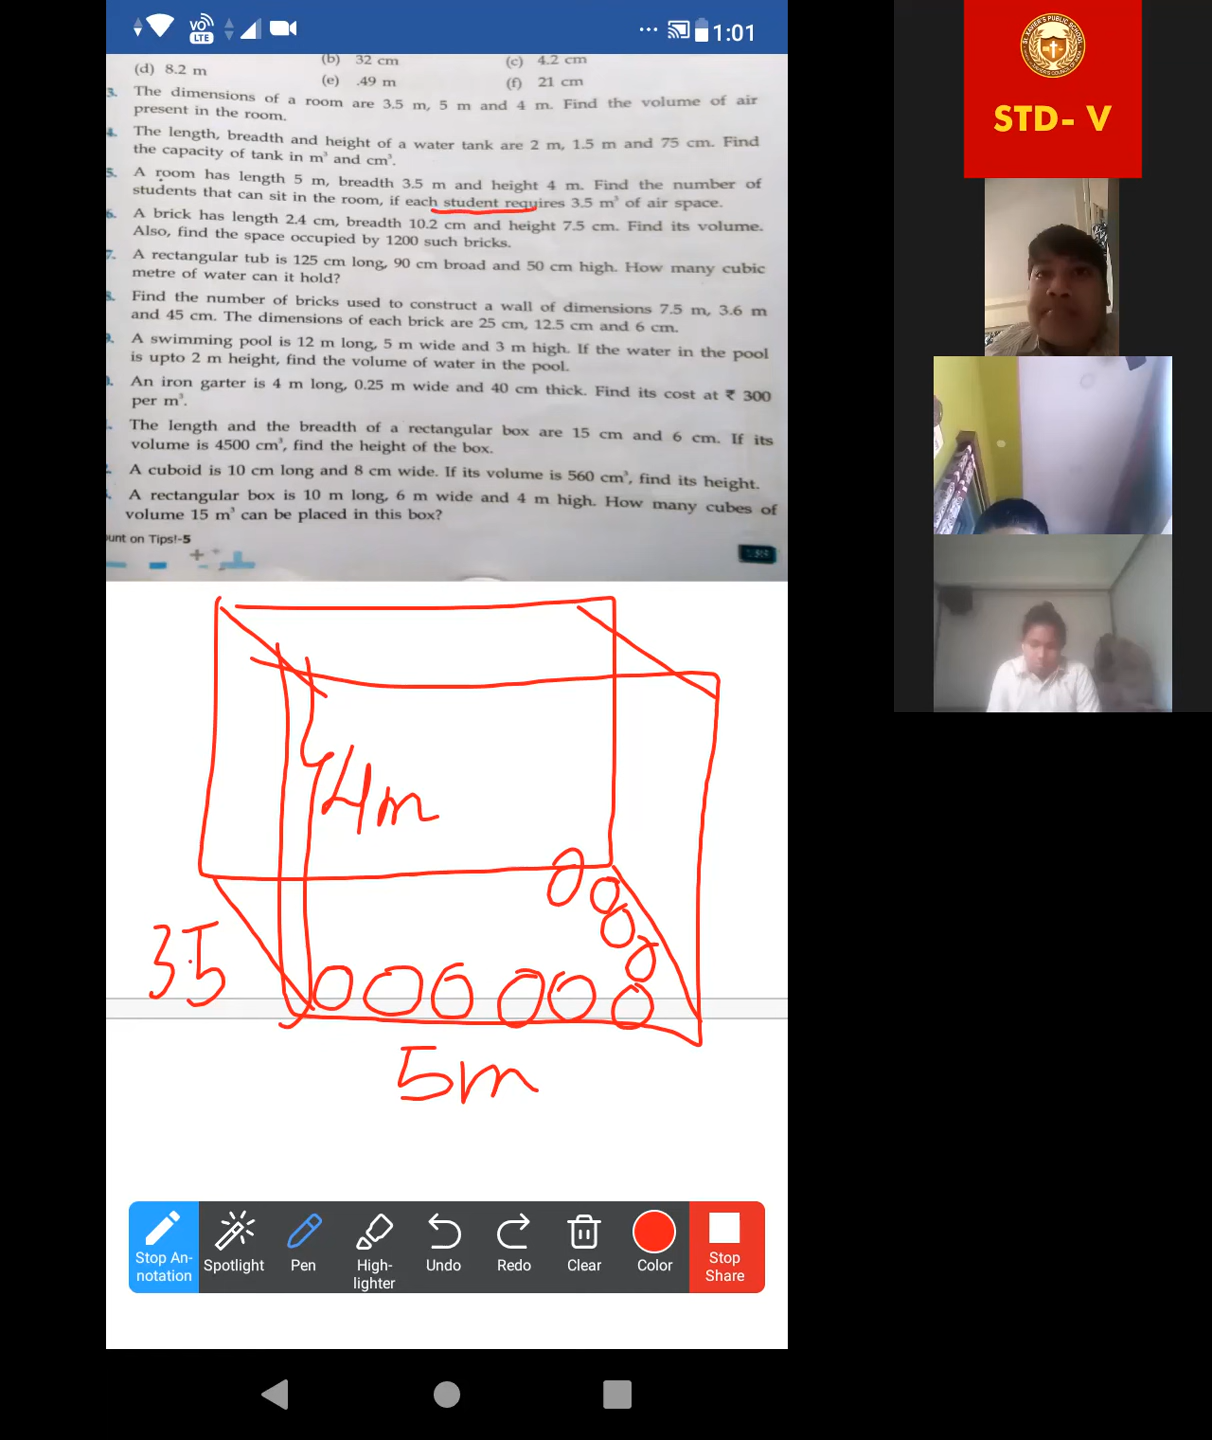 VO)) LTE
1:01
(b) 32 cm
(c) 4.2 cm
(d) 8.2 m
(e) .49 m
(f) 21 cm
3. The dimensions of a room are 3.5 m, 5 m and 4 m. Find the volume of air
present in the room.
4. The length, breadth and height of a water tank are 2 m, 1.5 m and 75 cm. Find
the capacity of tank in m³ and cm³.
5. A room has length 5 m, breadth 3.5 m and height 4 m. Find the number of
students that can sit in the room, if each student requires 3.5 m³ of air space.
6. A brick has length 2.4 cm, breadth 10.2 cm and height 7.5 cm. Find its volume.
Also, find the space occupied by 1200 such bricks.
7. A rectangular tub is 125 cm long, 90 cm broad and 50 cm high. How many cubic
metre of water can it hold?
8. Find the number of bricks used to construct a wall of dimensions 7.5 m, 3.6 m
and 45 cm. The dimensions of each brick are 25 cm, 12.5 cm and 6 cm.
9. A swimming pool is 12 m long, 5 m wide and 3 m high. If the water in the pool
is upto 2 m height, find the volume of water in the pool.
An iron garter is 4 m long, 0.25 m wide and 40 cm thick. Find its cost at ₹ 300
per m³.
The length and the breadth of a rectangular box are 15 cm and 6 cm. If its
volume is 4500 cm³, find the height of the box.
A cuboid is 10 cm long and 8 cm wide. If its volume is 560 cm³, find its height.
A rectangular box is 10 m long, 6 m wide and 4 m high. How many cubes of
volume 15 m³ can be placed in this box?
unt on Tips!-5
4m
3.5
5m
Stop An-
notation
Spotlight
Pen
High-
lighter
Undo
Redo
Clear
Color
Stop
Share
STD- V